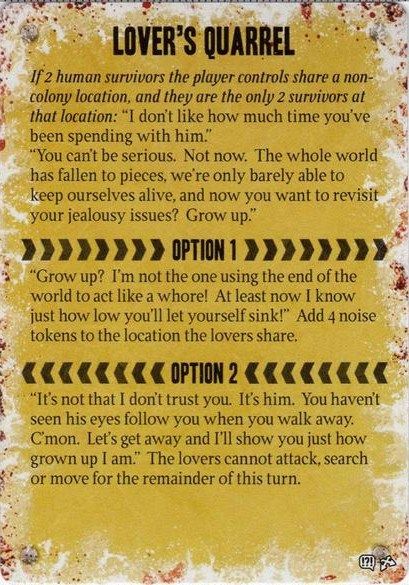 LOVER'S QUARREL
If 2 human survivors the player controls share a non-
colony location, and they are the only 2 survivors at
that location: “I don't like how much time you've
been spending with him.”
“You can't be serious. Not now. The whole world
has fallen to pieces, we're only barely able to
keep ourselves alive, and now you want to revisit
your jealousy issues? Grow up.”
OPTION 1
“Grow up? I'm not the one using the end of the
world to act like a whore! At least now I know
just how low you'll let yourself sink!” Add 4 noise
tokens to the location the lovers share.
OPTION 2
“It's not that I don't trust you. It's him. You haven't
seen his eyes follow you when you walk away.
C'mon. Let's get away and I'll show you just how
grown up I am.” The lovers cannot attack, search
or move for the remainder of this turn.
!?!